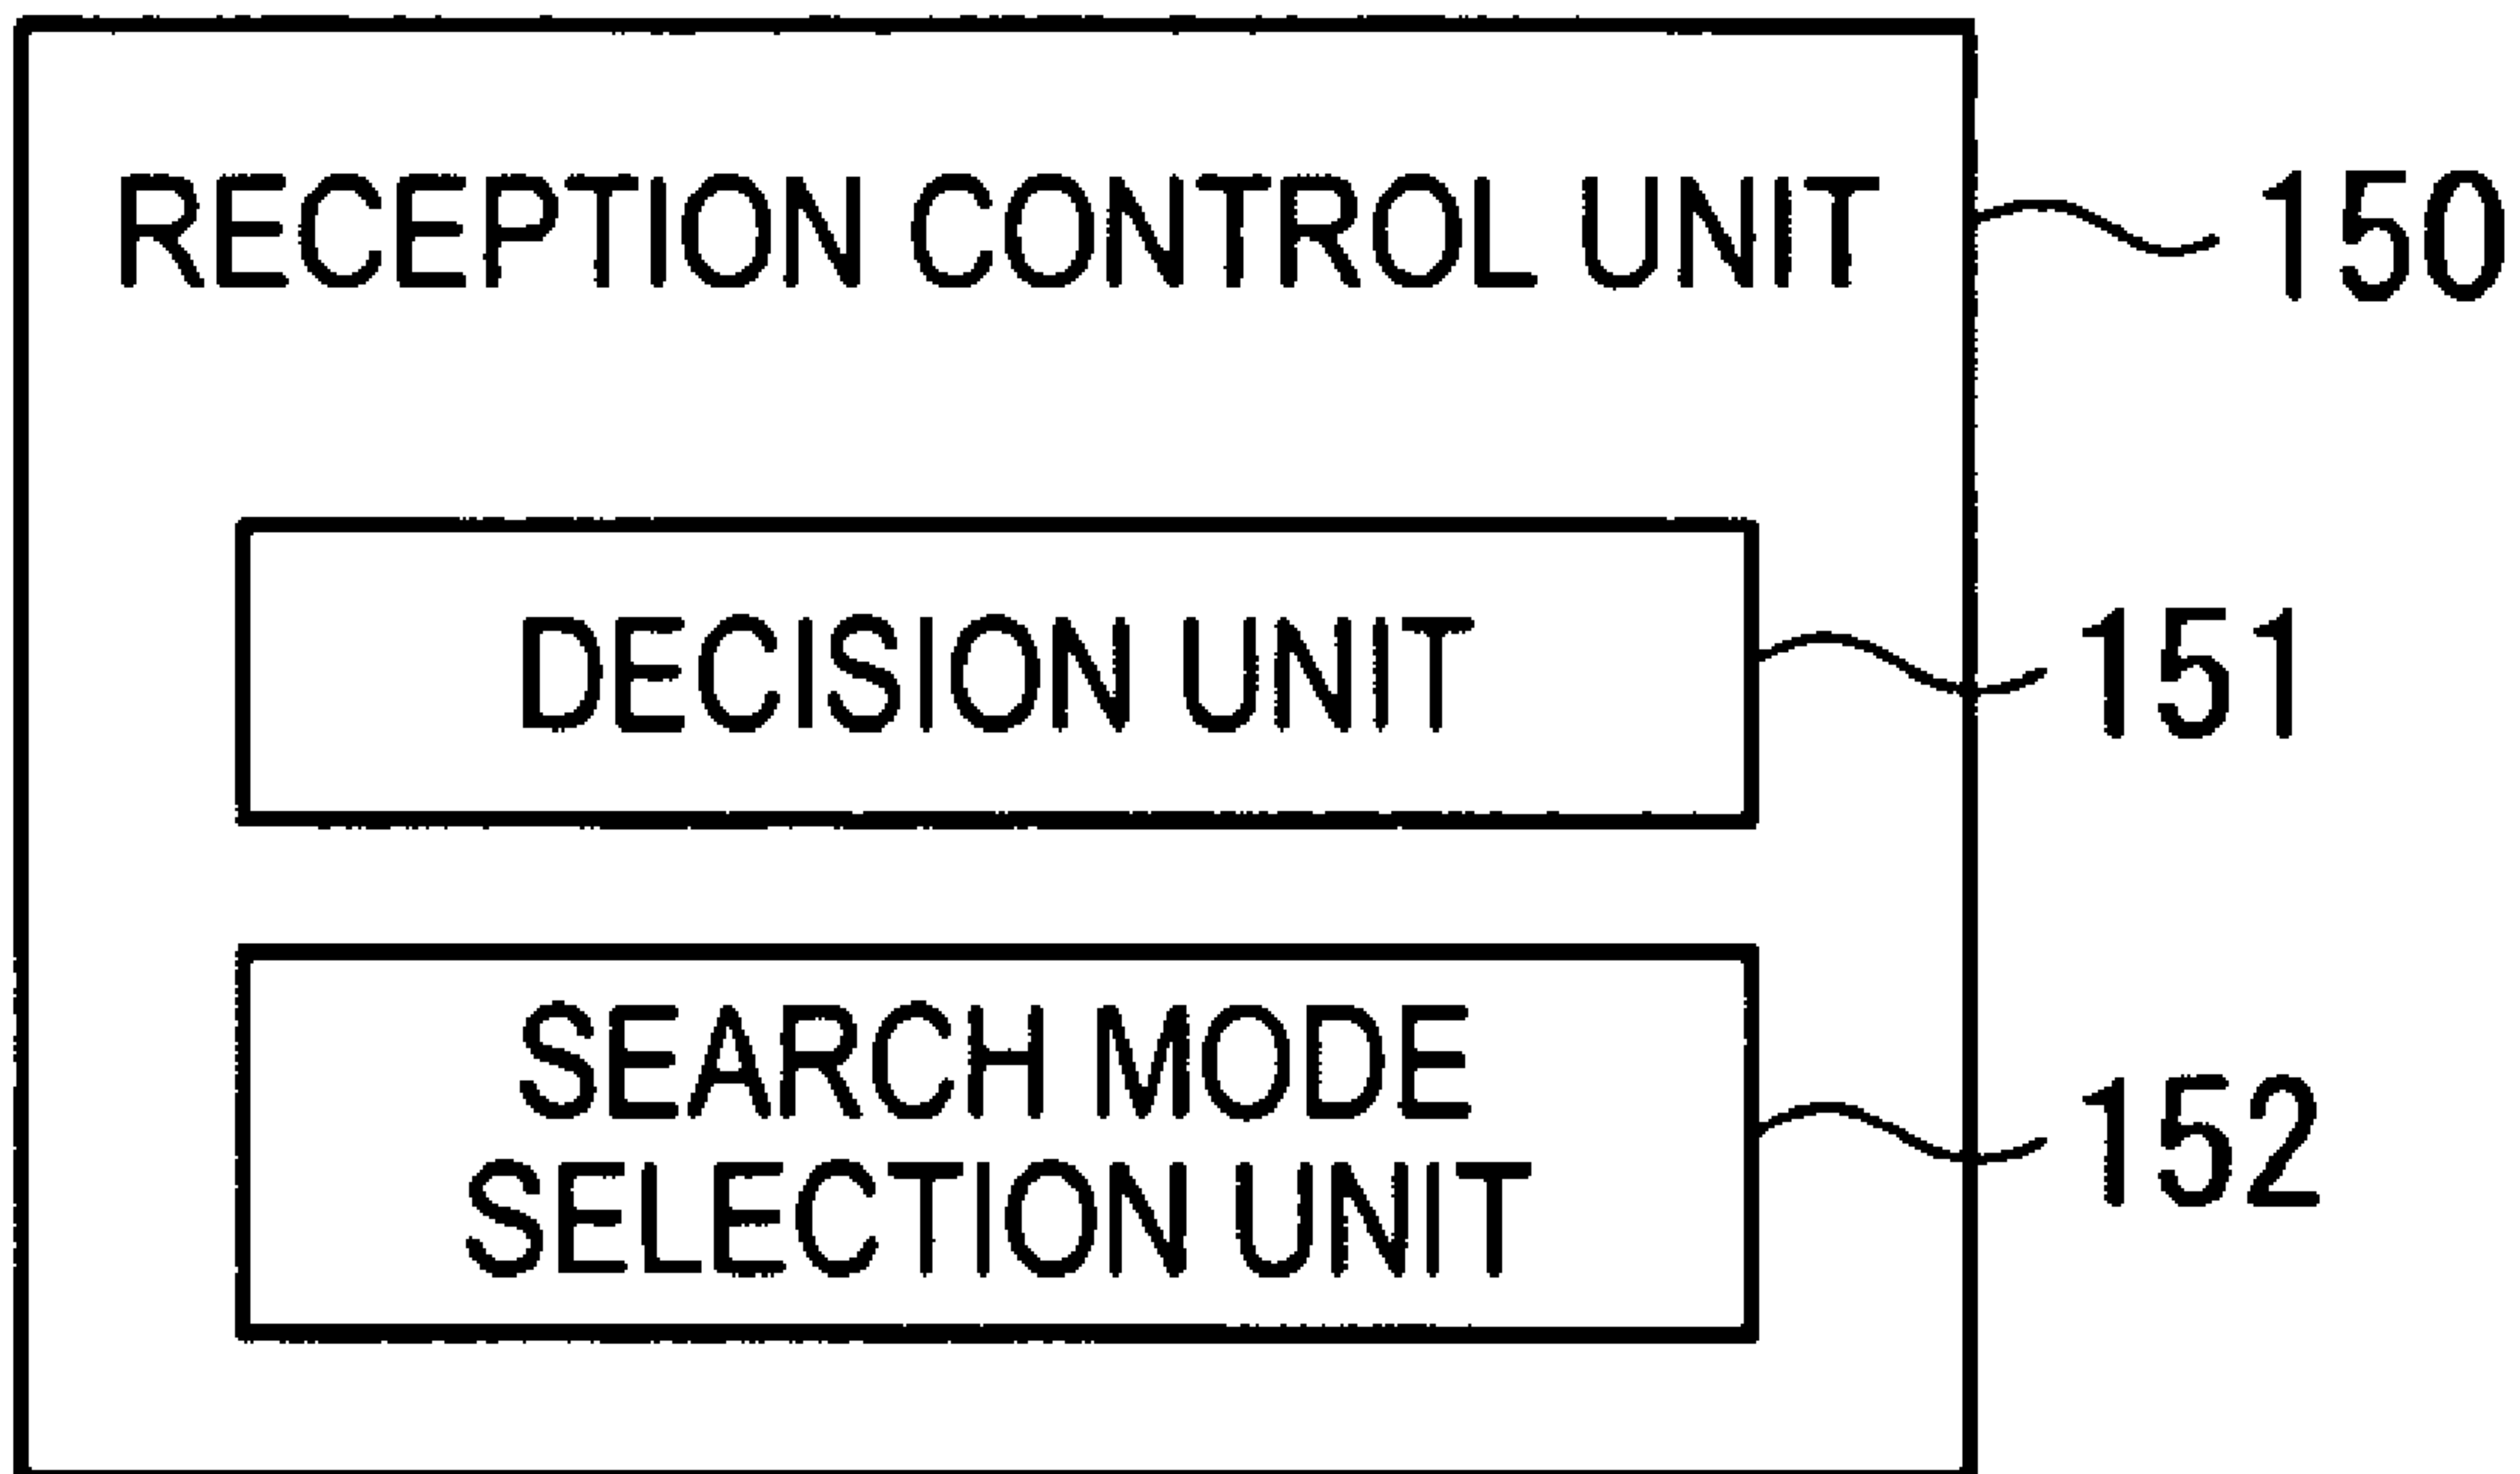 RECEPTION CONTROL UNIT 150
DECISION UNIT 151
SEARCH MODE
SELECTION UNIT
152